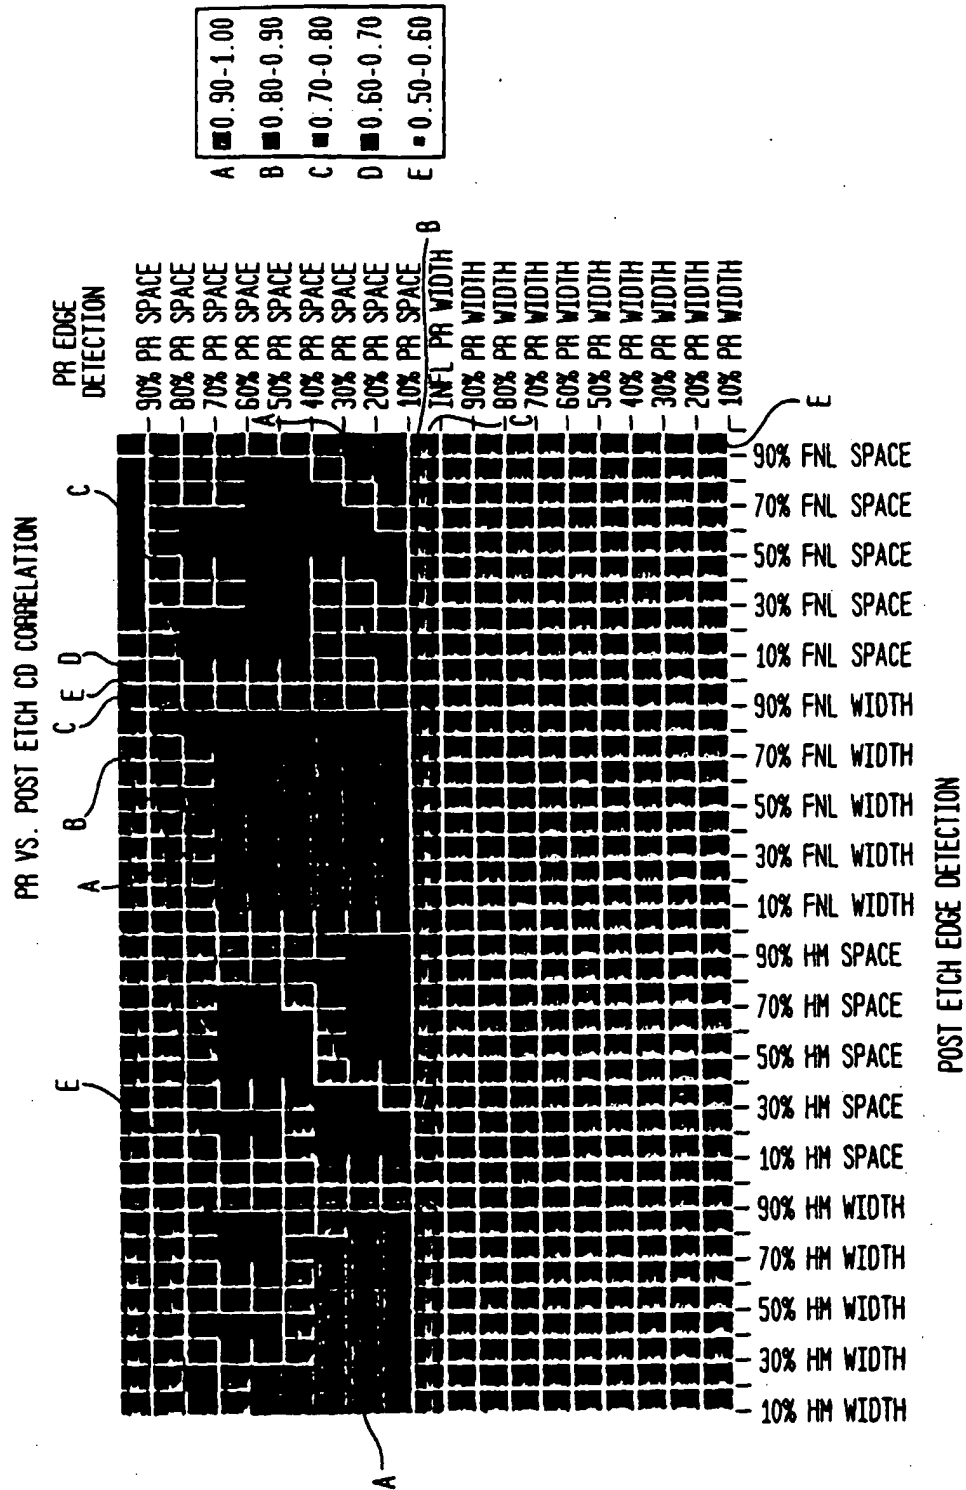 PR VS. POST ETCH CD CORRELATION
A 0.90-1.00
B 0.80-0.90
C 0.70-0.80
D 0.60-0.70
E 0.50-0.60
PR EDGE
DETECTION
90% PR SPACE
80% PR SPACE
70% PR SPACE
60% PR SPACE
50% PR SPACE
40% PR SPACE
30% PR SPACE
20% PR SPACE
10% PR SPACE
INFL PR WIDTH
90% PR WIDTH
80% PR WIDTH
70% PR WIDTH
60% PR WIDTH
50% PR WIDTH
40% PR WIDTH
30% PR WIDTH
20% PR WIDTH
10% PR WIDTH
A
E
B
A
B
C
E
D
C
A
B
C
E
10% HM WIDTH
30% HM WIDTH
50% HM WIDTH
70% HM WIDTH
90% HM WIDTH
10% HM SPACE
30% HM SPACE
50% HM SPACE
70% HM SPACE
90% HM SPACE
10% FNL WIDTH
30% FNL WIDTH
50% FNL WIDTH
70% FNL WIDTH
90% FNL WIDTH
10% FNL SPACE
30% FNL SPACE
50% FNL SPACE
70% FNL SPACE
90% FNL SPACE
POST ETCH EDGE DETECTION